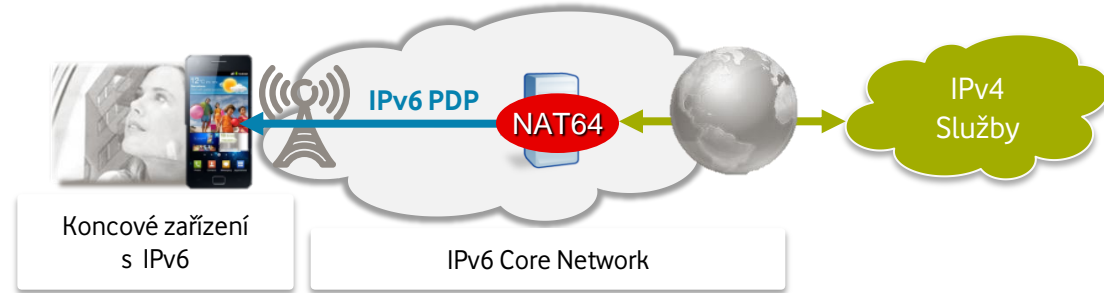 IPv6 PDP
NAT64
IPv4
Služby
Koncové zařízení
s IPv6
IPv6 Core Network